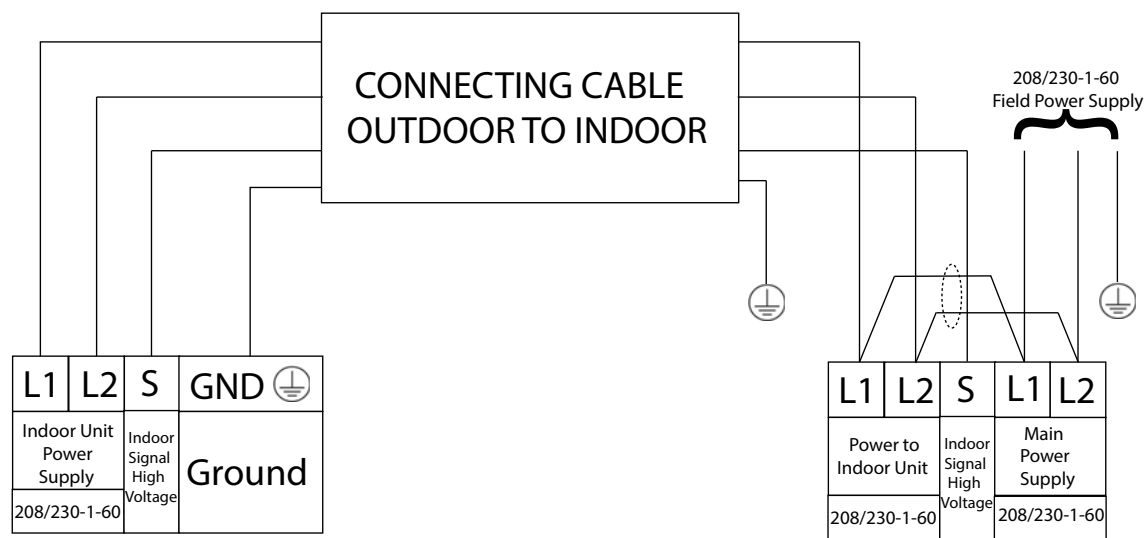 CONNECTING CABLE
OUTDOOR TO INDOOR
208/230-1-60
Field Power Supply
L1 L2 S GND
Indoor Unit
Power
Supply
208/230-1-60
Indoor
Signal
High
Voltage
Ground
L1 L2 S L1 L2
Power to
Indoor Unit
208/230-1-60
Indoor
Signal
High
Voltage
Main
Power
Supply
208/230-1-60